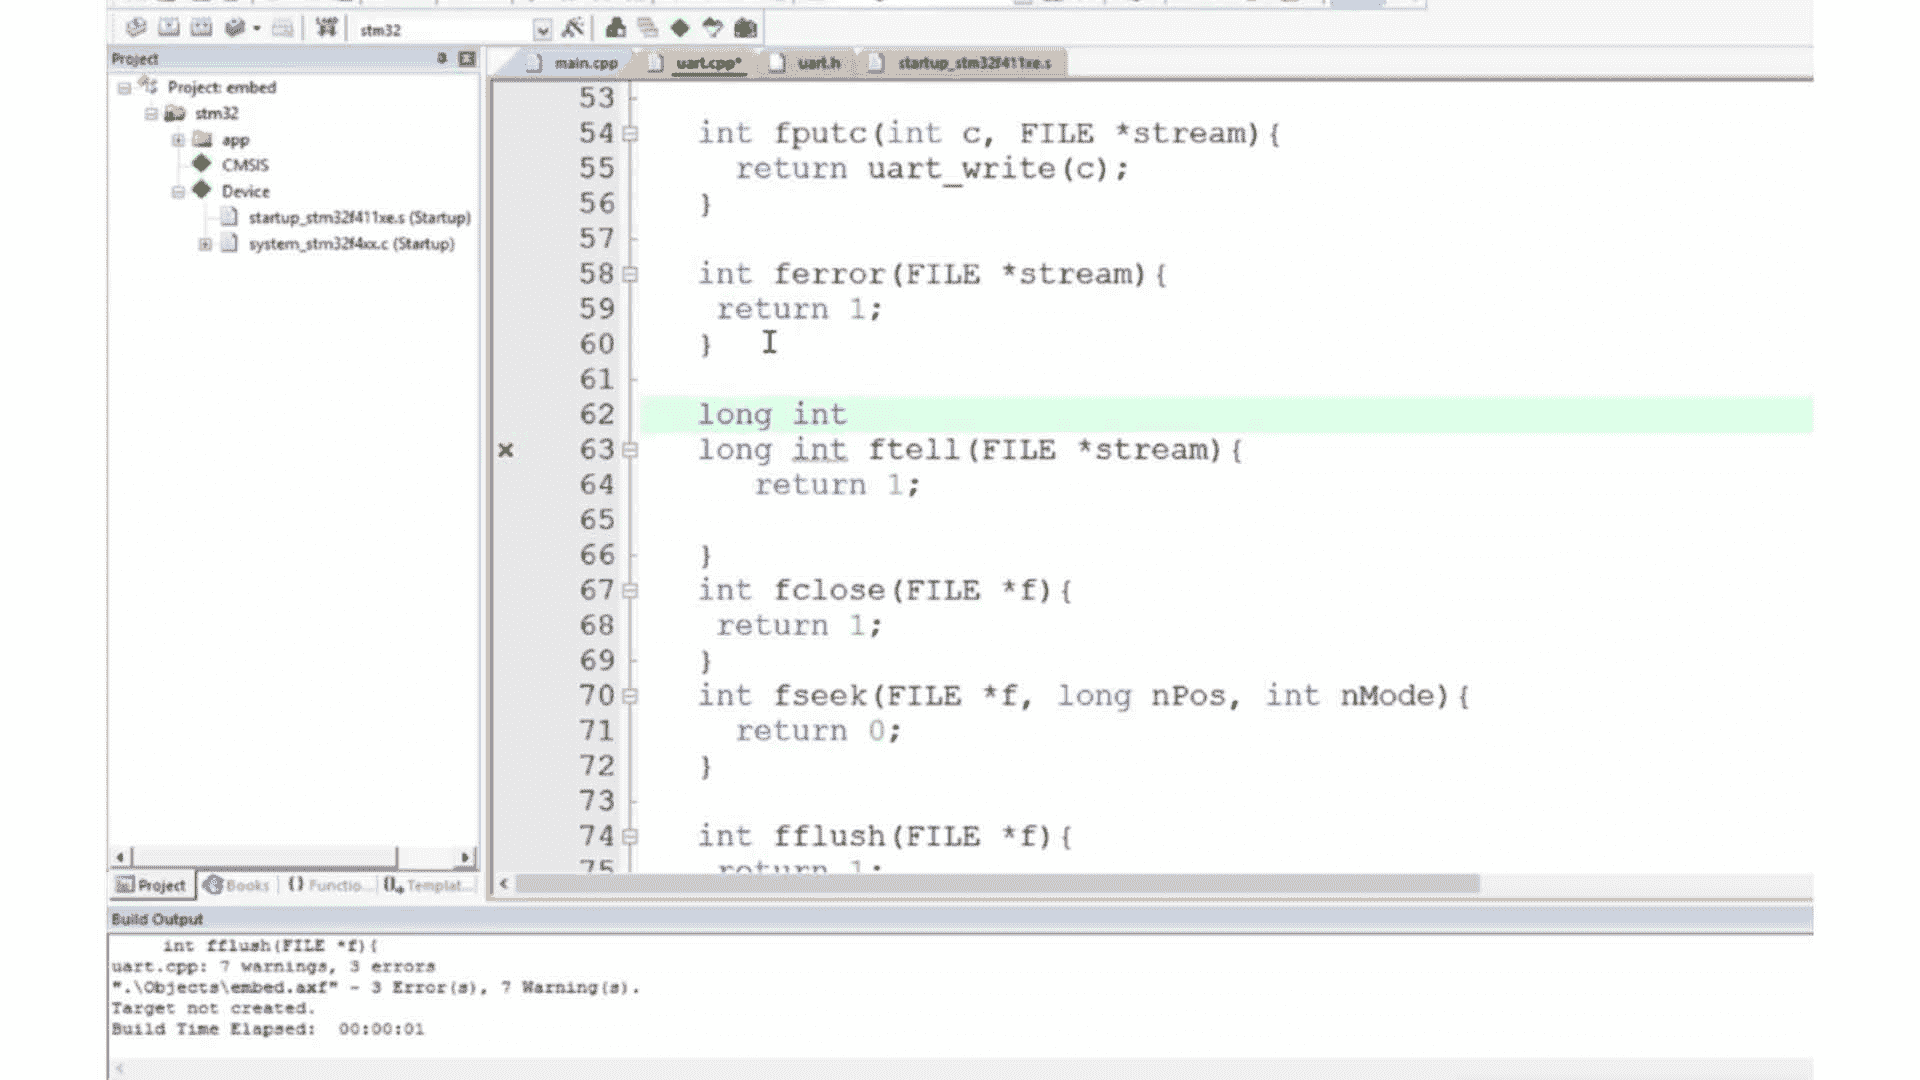 stm32
Project
main.cpp
uart.cpp*
uart.h
startup_stm32f411xe.s
Project: embed
stm32
app
CMSIS
Device
startup_stm32f411xe.s (Startup)
system_stm32f4xx.c (Startup)
53
54 int fputc(int c, FILE *stream){
55 return uart_write(c);
56 }
57
58 int ferror(FILE *stream){
59 return 1;
60 }
61
62 long int
63 long int ftell(FILE *stream){
64 return 1;
65
66 }
67 int fclose(FILE *f){
68 return 1;
69 }
70 int fseek(FILE *f, long nPos, int nMode){
71 return 0;
72 }
73
74 int fflush(FILE *f){
75 return 1;
Project
Books
{} Functio...
Templat...
Build Output
int fflush(FILE *f){
uart.cpp: 7 warnings, 3 errors
".\Objects\embed.axf" - 3 Error(s), 7 Warning(s).
Target not created.
Build Time Elapsed: 00:00:01